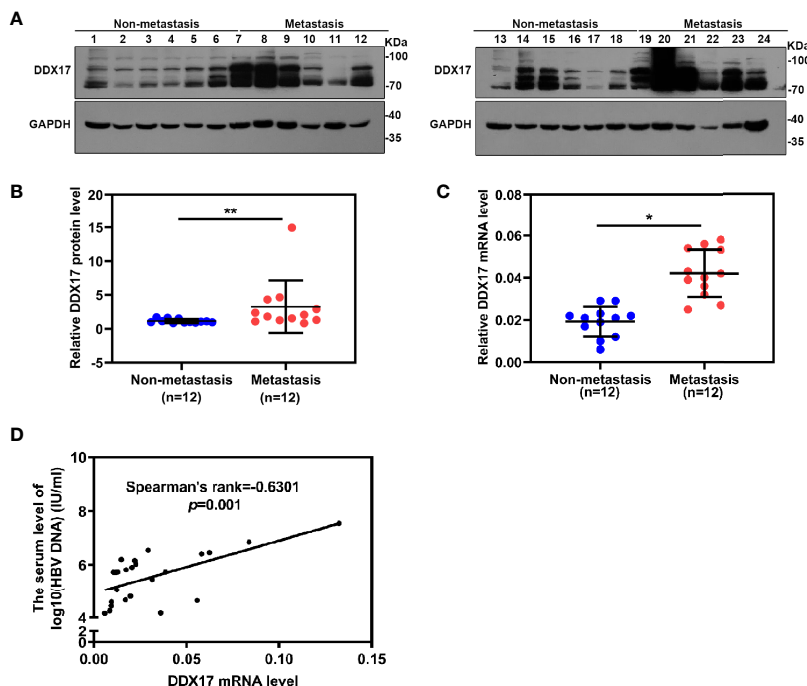 A
Non-metastasis Metastasis
1 2 3 4 5 6 7 8 9 10 11 12 KDa
DDX17
-100
-70
GAPDH
-40
-35
Non-metastasis Metastasis
13 14 15 16 17 18 19 20 21 22 23 24 KDa
DDX17
-100
-70
GAPDH
-40
-35
B
Relative DDX17 protein level
20
15
10
5
0
-5
**
Non-metastasis Metastasis
(n=12) (n=12)
C
Relative DDX17 mRNA level
0.08
0.06
0.04
0.02
0.00
*
Non-metastasis Metastasis
(n=12) (n=12)
D
The serum level of
log10(HBV DNA) (IU/ml)
10
8
6
4
2
0
Spearman's rank=-0.6301
p=0.001
0.00 0.05 0.10 0.15
DDX17 mRNA level